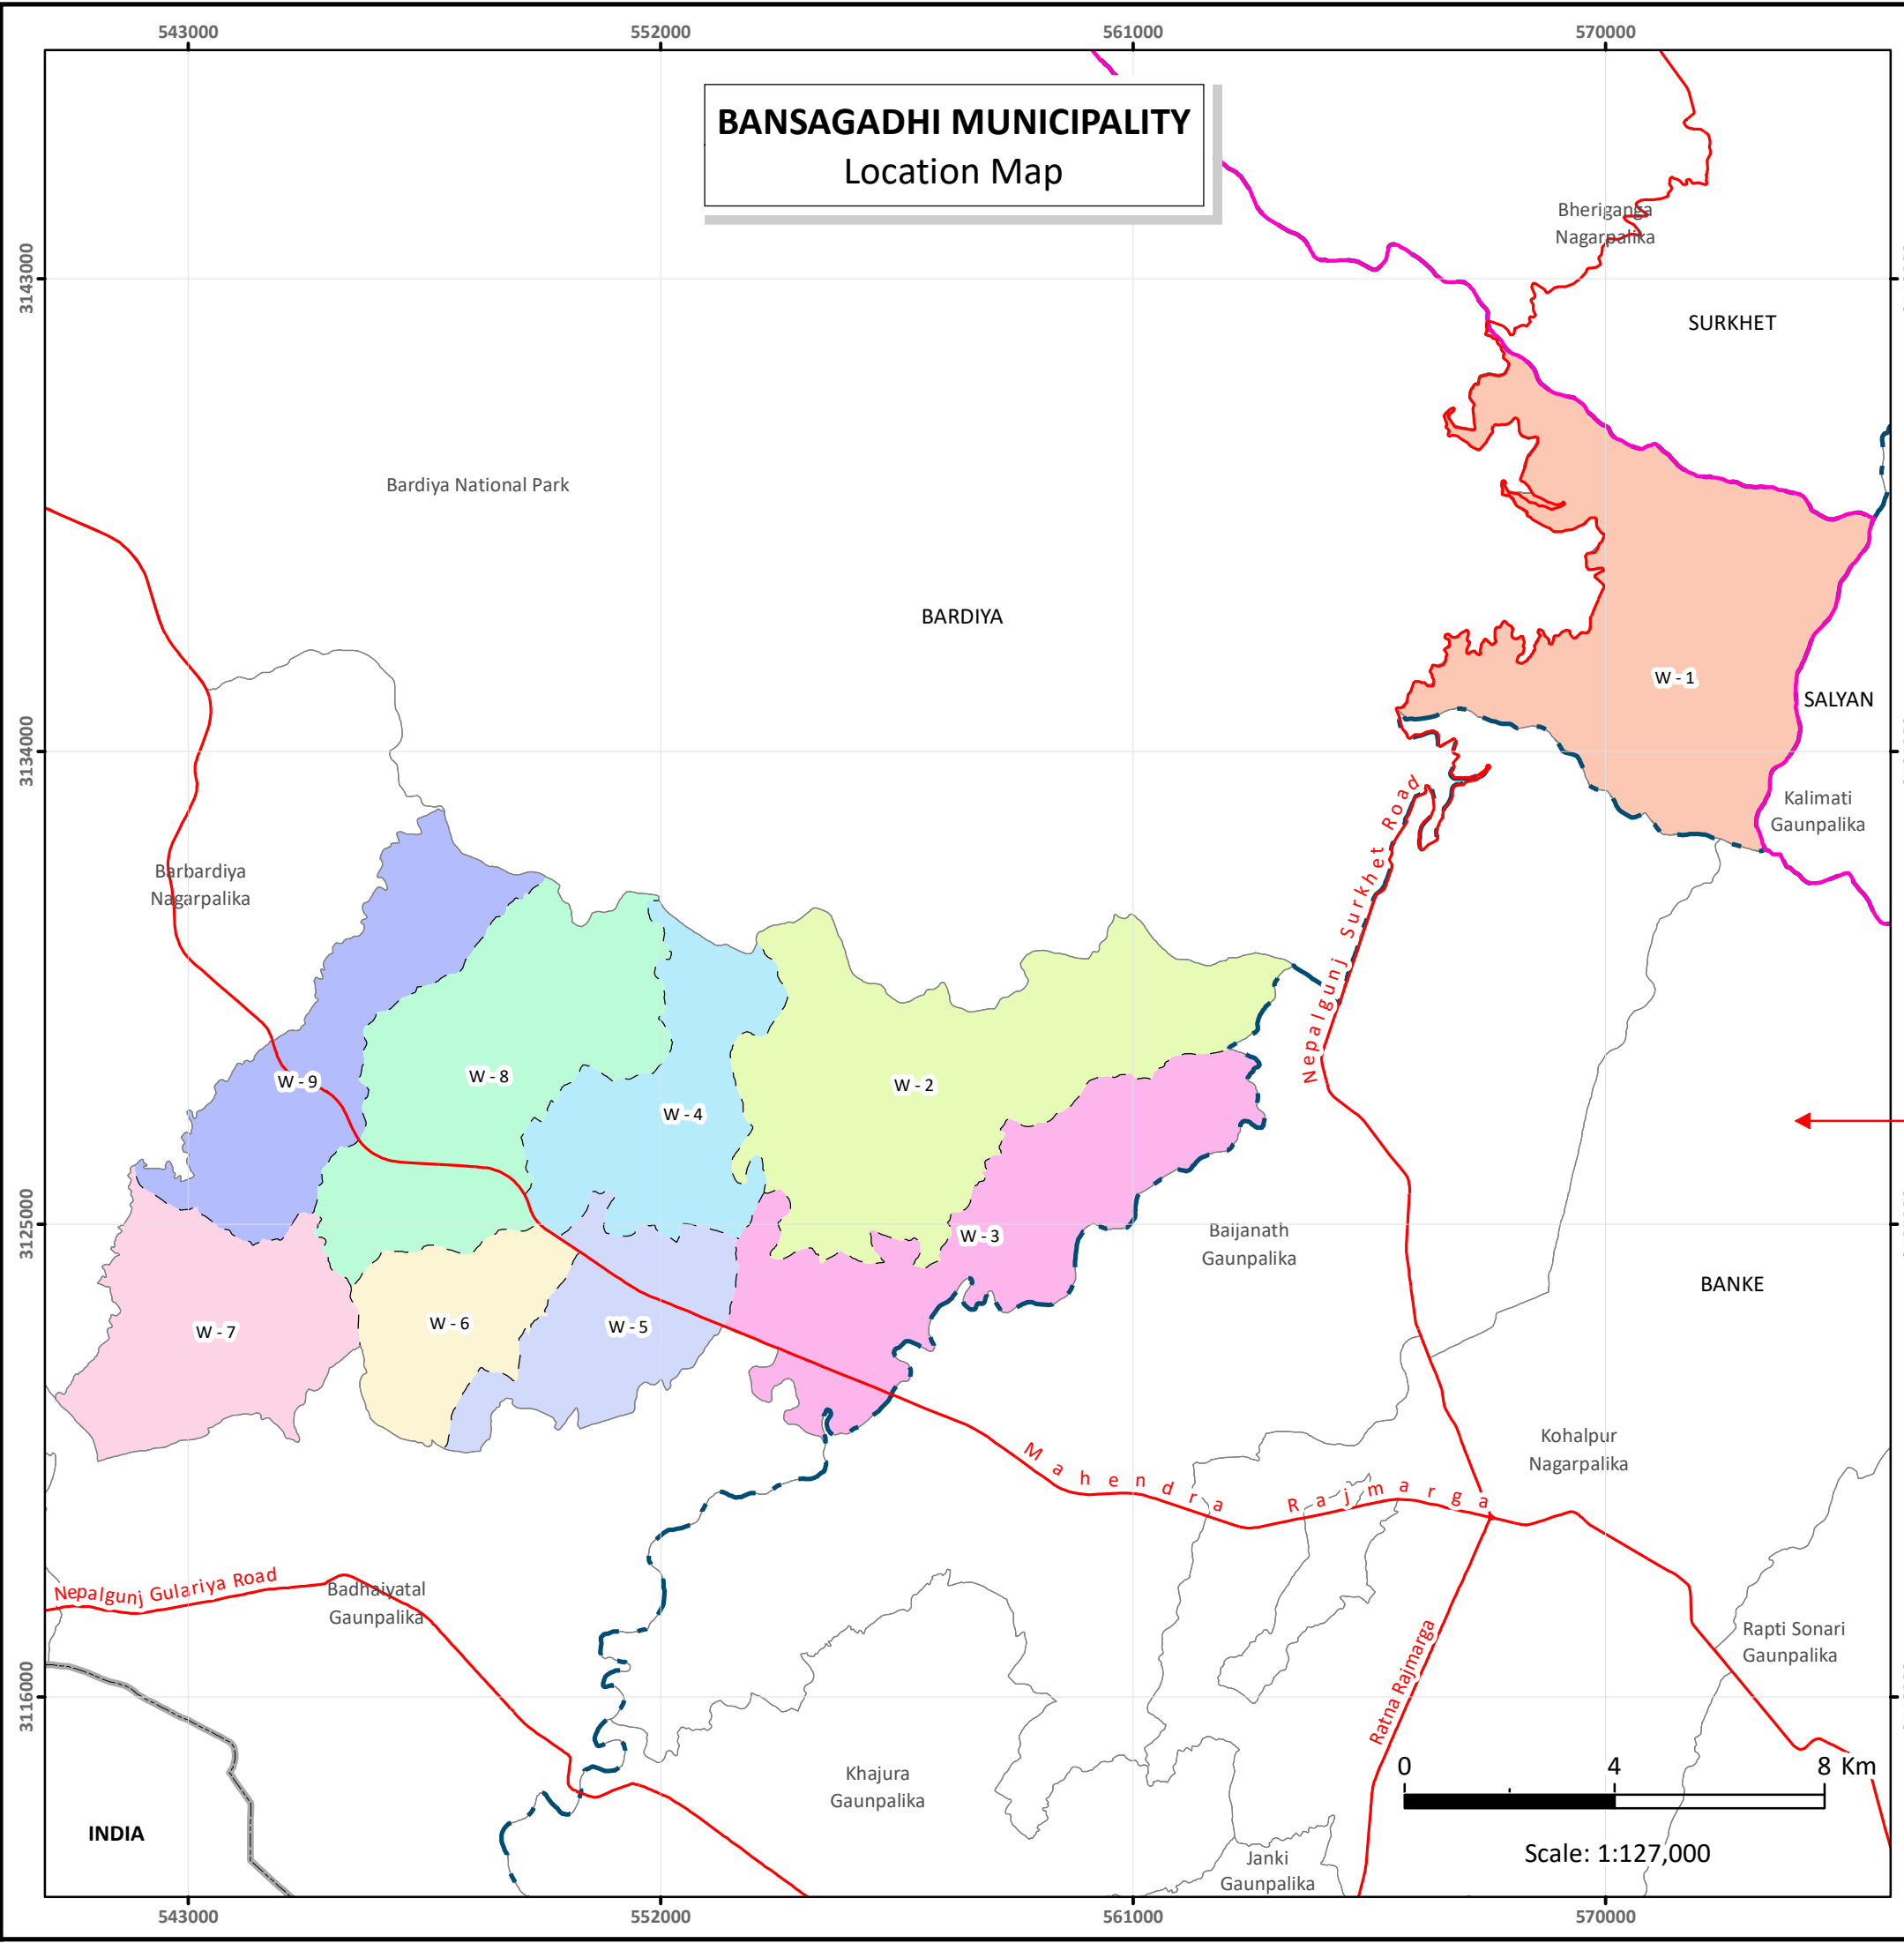 543000
552000
561000
570000
BANSAGADHI MUNICIPALITY
Location Map
Bheriganga
Nagarpalika
3143000
SURKHET
Bardiya National Park
BARDIYA
W - 1
SALYAN
3134000
Kalimati
Gaunpalika
Nepalgunj Surkhet Road
Barbardiya
Nagarpalika
W - 9
W - 8
W - 4
W - 2
3125000
W - 3
Baijanath
Gaunpalika
BANKE
W - 7
W - 6
W - 5
Mahendra Rajmarga
Kohalpur
Nagarpalika
Nepalgunj Gulariya Road
Badhaiyatal
Gaunpalika
Ratna Rajmarga
Rapti Sonari
Gaunpalika
3116000
Khajura
Gaunpalika
0 4 8 Km
INDIA
Scale: 1:127,000
Janki
Gaunpalika
543000
552000
561000
570000